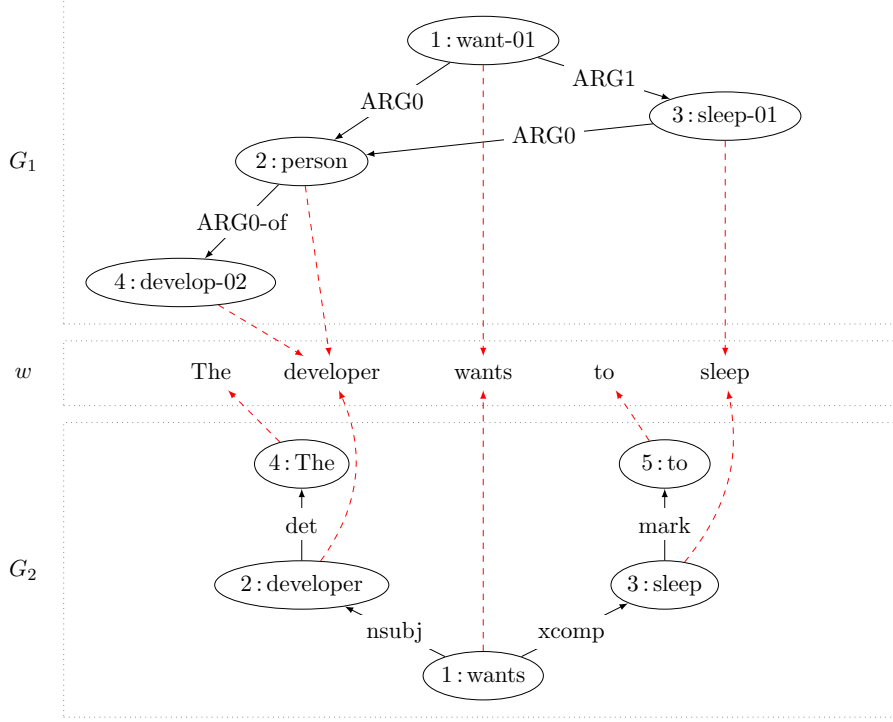 1 : want-01
ARG0 ARG1
3 : sleep-01
ARG0
G₁ 2 : person
ARG0-of
4 : develop-02
w The developer wants to sleep
4 : The 5 : to
det mark
G₂ 2 : developer 3 : sleep
nsubj xcomp
1 : wants